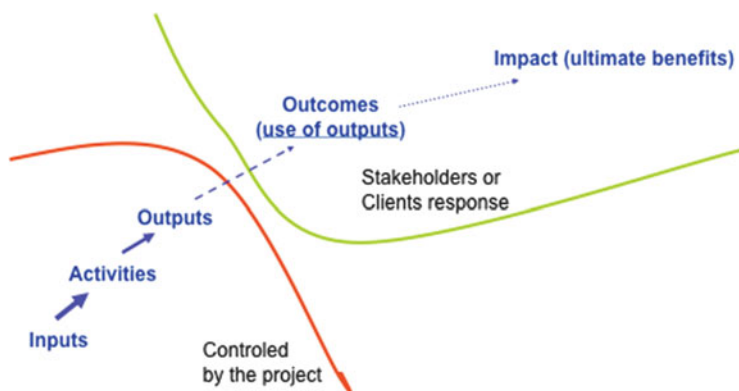 Impact (ultimate benefits)
Outcomes
(use of outputs)
Stakeholders or
Clients response
Outputs
Activities
Inputs
Controled
by the project